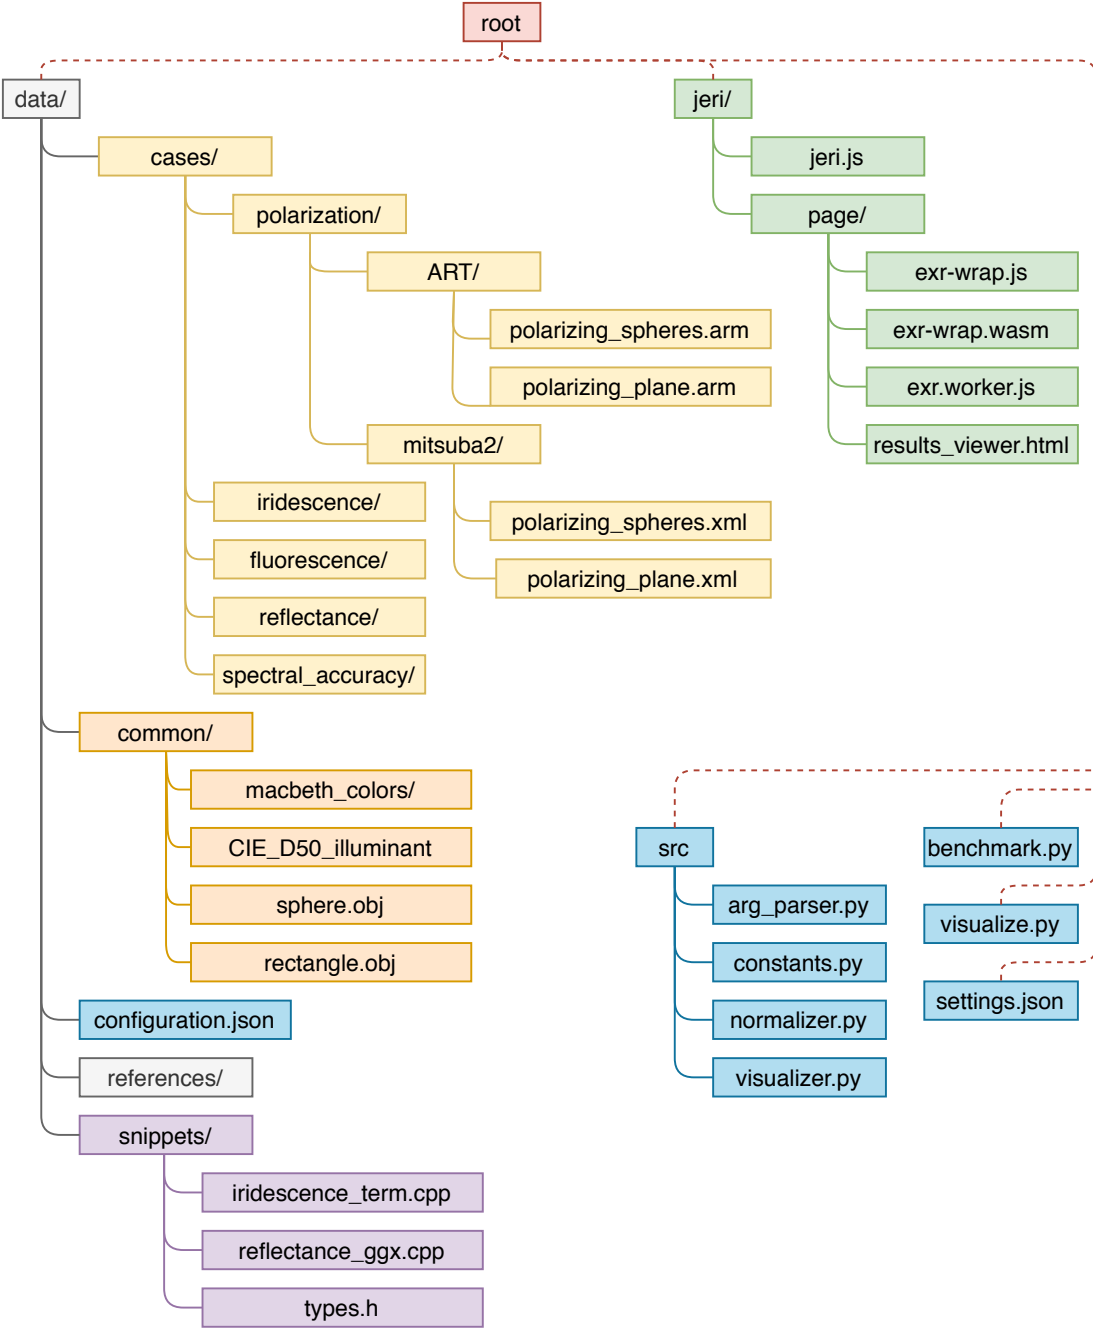 root
data/
cases/
polarization/
ART/
polarizing_spheres.arm
polarizing_plane.arm
mitsuba2/
polarizing_spheres.xml
polarizing_plane.xml
iridescence/
fluorescence/
reflectance/
spectral_accuracy/
common/
macbeth_colors/
CIE_D50_illuminant
sphere.obj
rectangle.obj
configuration.json
references/
snippets/
iridescence_term.cpp
reflectance_ggx.cpp
types.h
jeri/
jeri.js
page/
exr-wrap.js
exr-wrap.wasm
exr.worker.js
results_viewer.html
src
arg_parser.py
constants.py
normalizer.py
visualizer.py
benchmark.py
visualize.py
settings.json